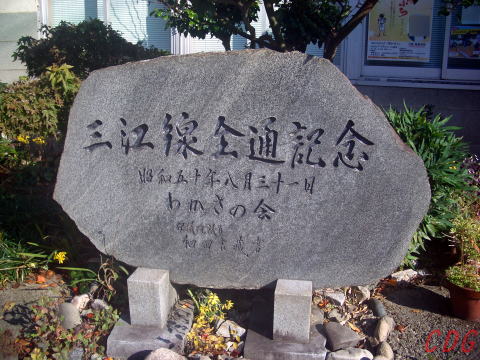 三江線全通記念
昭和五十年八月三十一日
わかさの会
C06